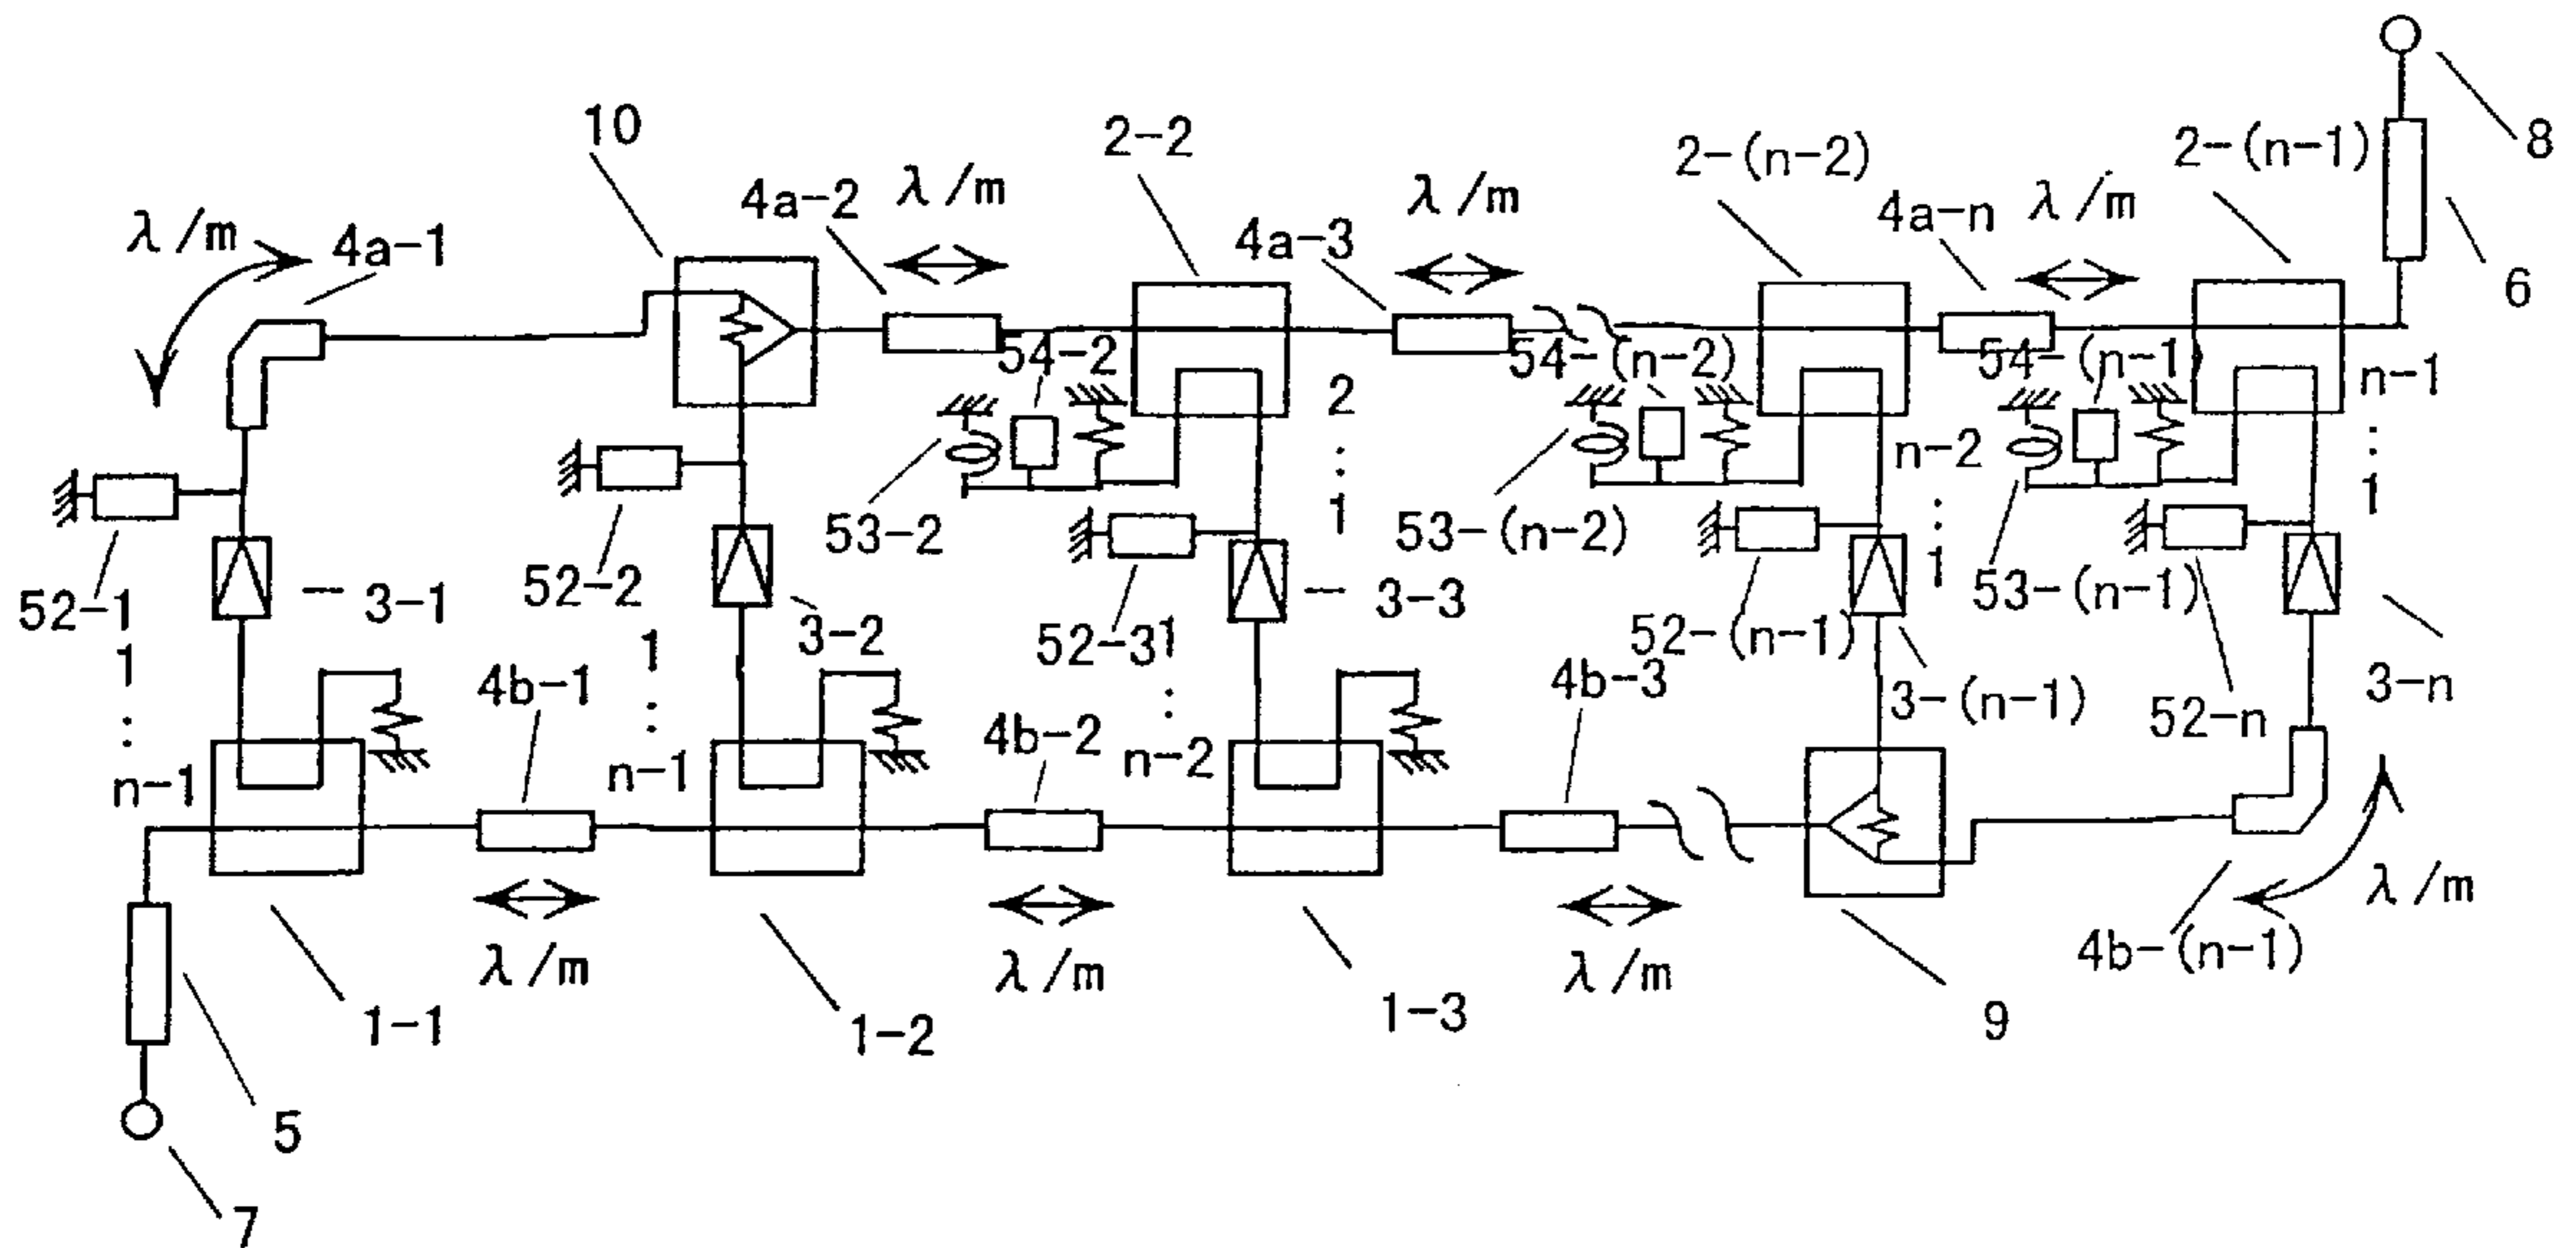 8
10
2-2
2-(n-2)
2-(n-1)
λ/m
4a-1
4a-2
λ/m
4a-3
λ/m
4a-n
λ/m
6
54-2
54-(n-2)
54-(n-1)
2
:
1
n-1
:
1
n-2
:
1
52-1
3-1
52-2
3-2
53-2
52-3
3-3
53-(n-2)
52-(n-1)
3-(n-1)
53-(n-1)
52-n
3-n
1
:
n-1
4b-1
1
:
n-1
4b-2
1
:
n-2
4b-3
λ/m
λ/m
λ/m
4b-(n-1)
λ/m
5
1-1
1-2
1-3
9
7